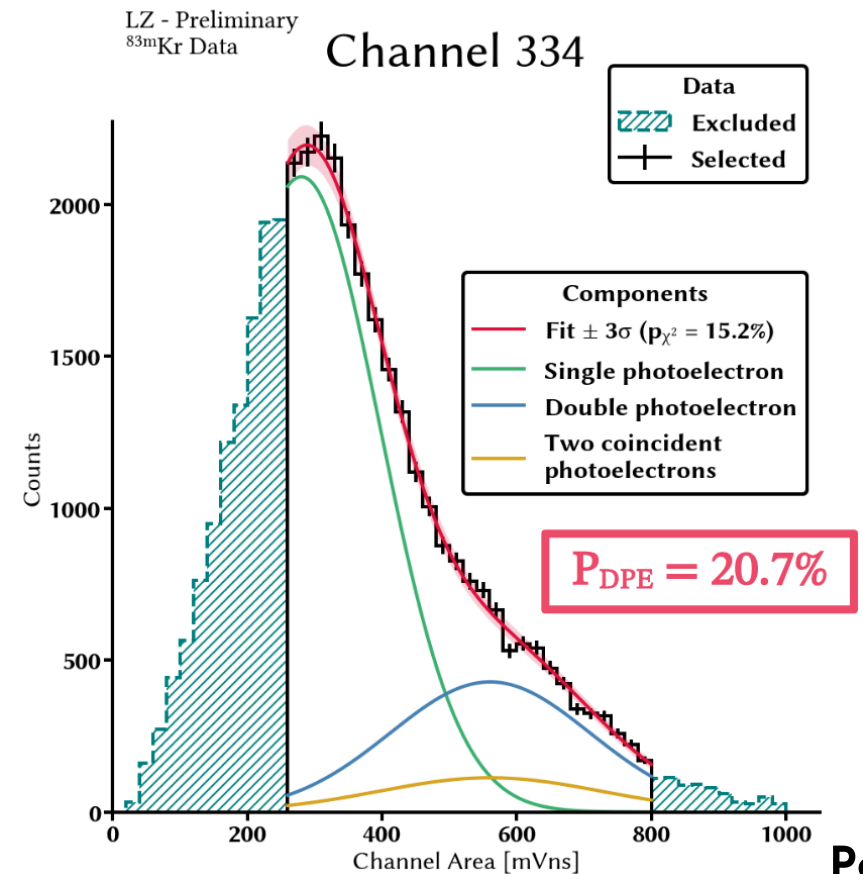 LZ - Preliminary
⁸³ᵐKr Data
Channel 334
Data
Excluded
Selected
Components
Fit ± 3σ (pχ² = 15.2%)
Single photoelectron
Double photoelectron
Two coincident
photoelectrons
P_DPE = 20.7%
Counts
2000
1500
1000
500
0
0 200 400 600 800 1000
Channel Area [mVns]